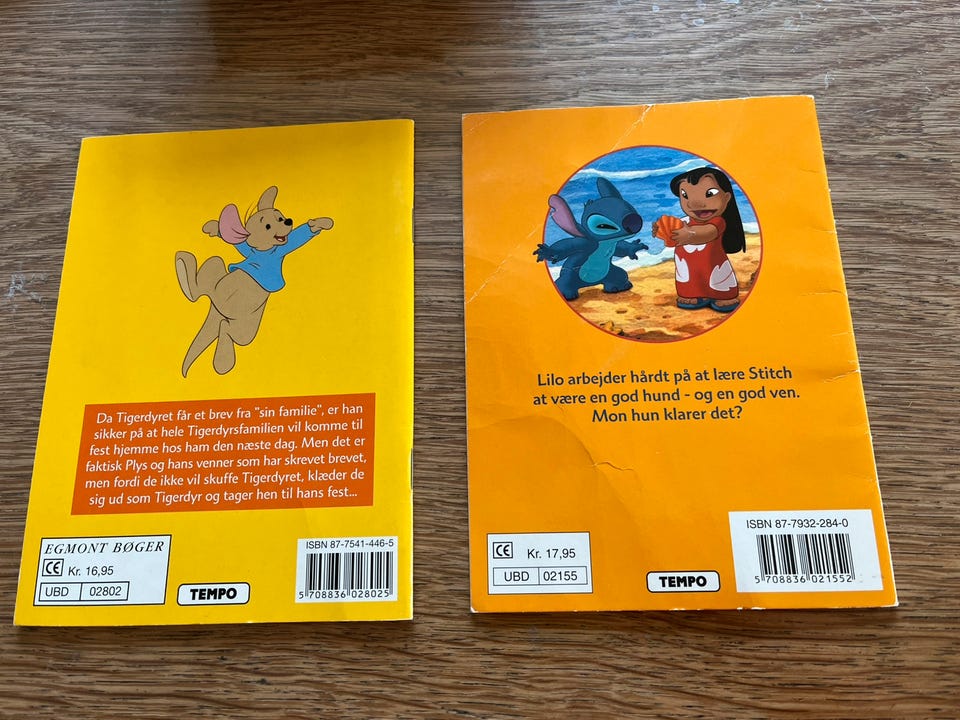 Da Tigerdyret får et brev fra "sin familie", er han
sikker på at hele Tigerdyrsfamilien vil komme til
fest hjemme hos ham den næste dag. Men det er
faktisk Plys og hans venner som har skrevet brevet,
men fordi de ikke vil skuffe Tigerdyret, klæder de
sig ud som Tigerdyr og tager hen til hans fest...
EGMONT BØGER
CE Kr. 16,95
UBD 02802
TEMPO
ISBN 87-7541-446-5
5 708836 028025
Lilo arbejder hårdt på at lære Stitch
at være en god hund - og en god ven.
Mon hun klarer det?
CE Kr. 17,95
UBD 02155
TEMPO
ISBN 87-7932-284-0
5 708836 021552